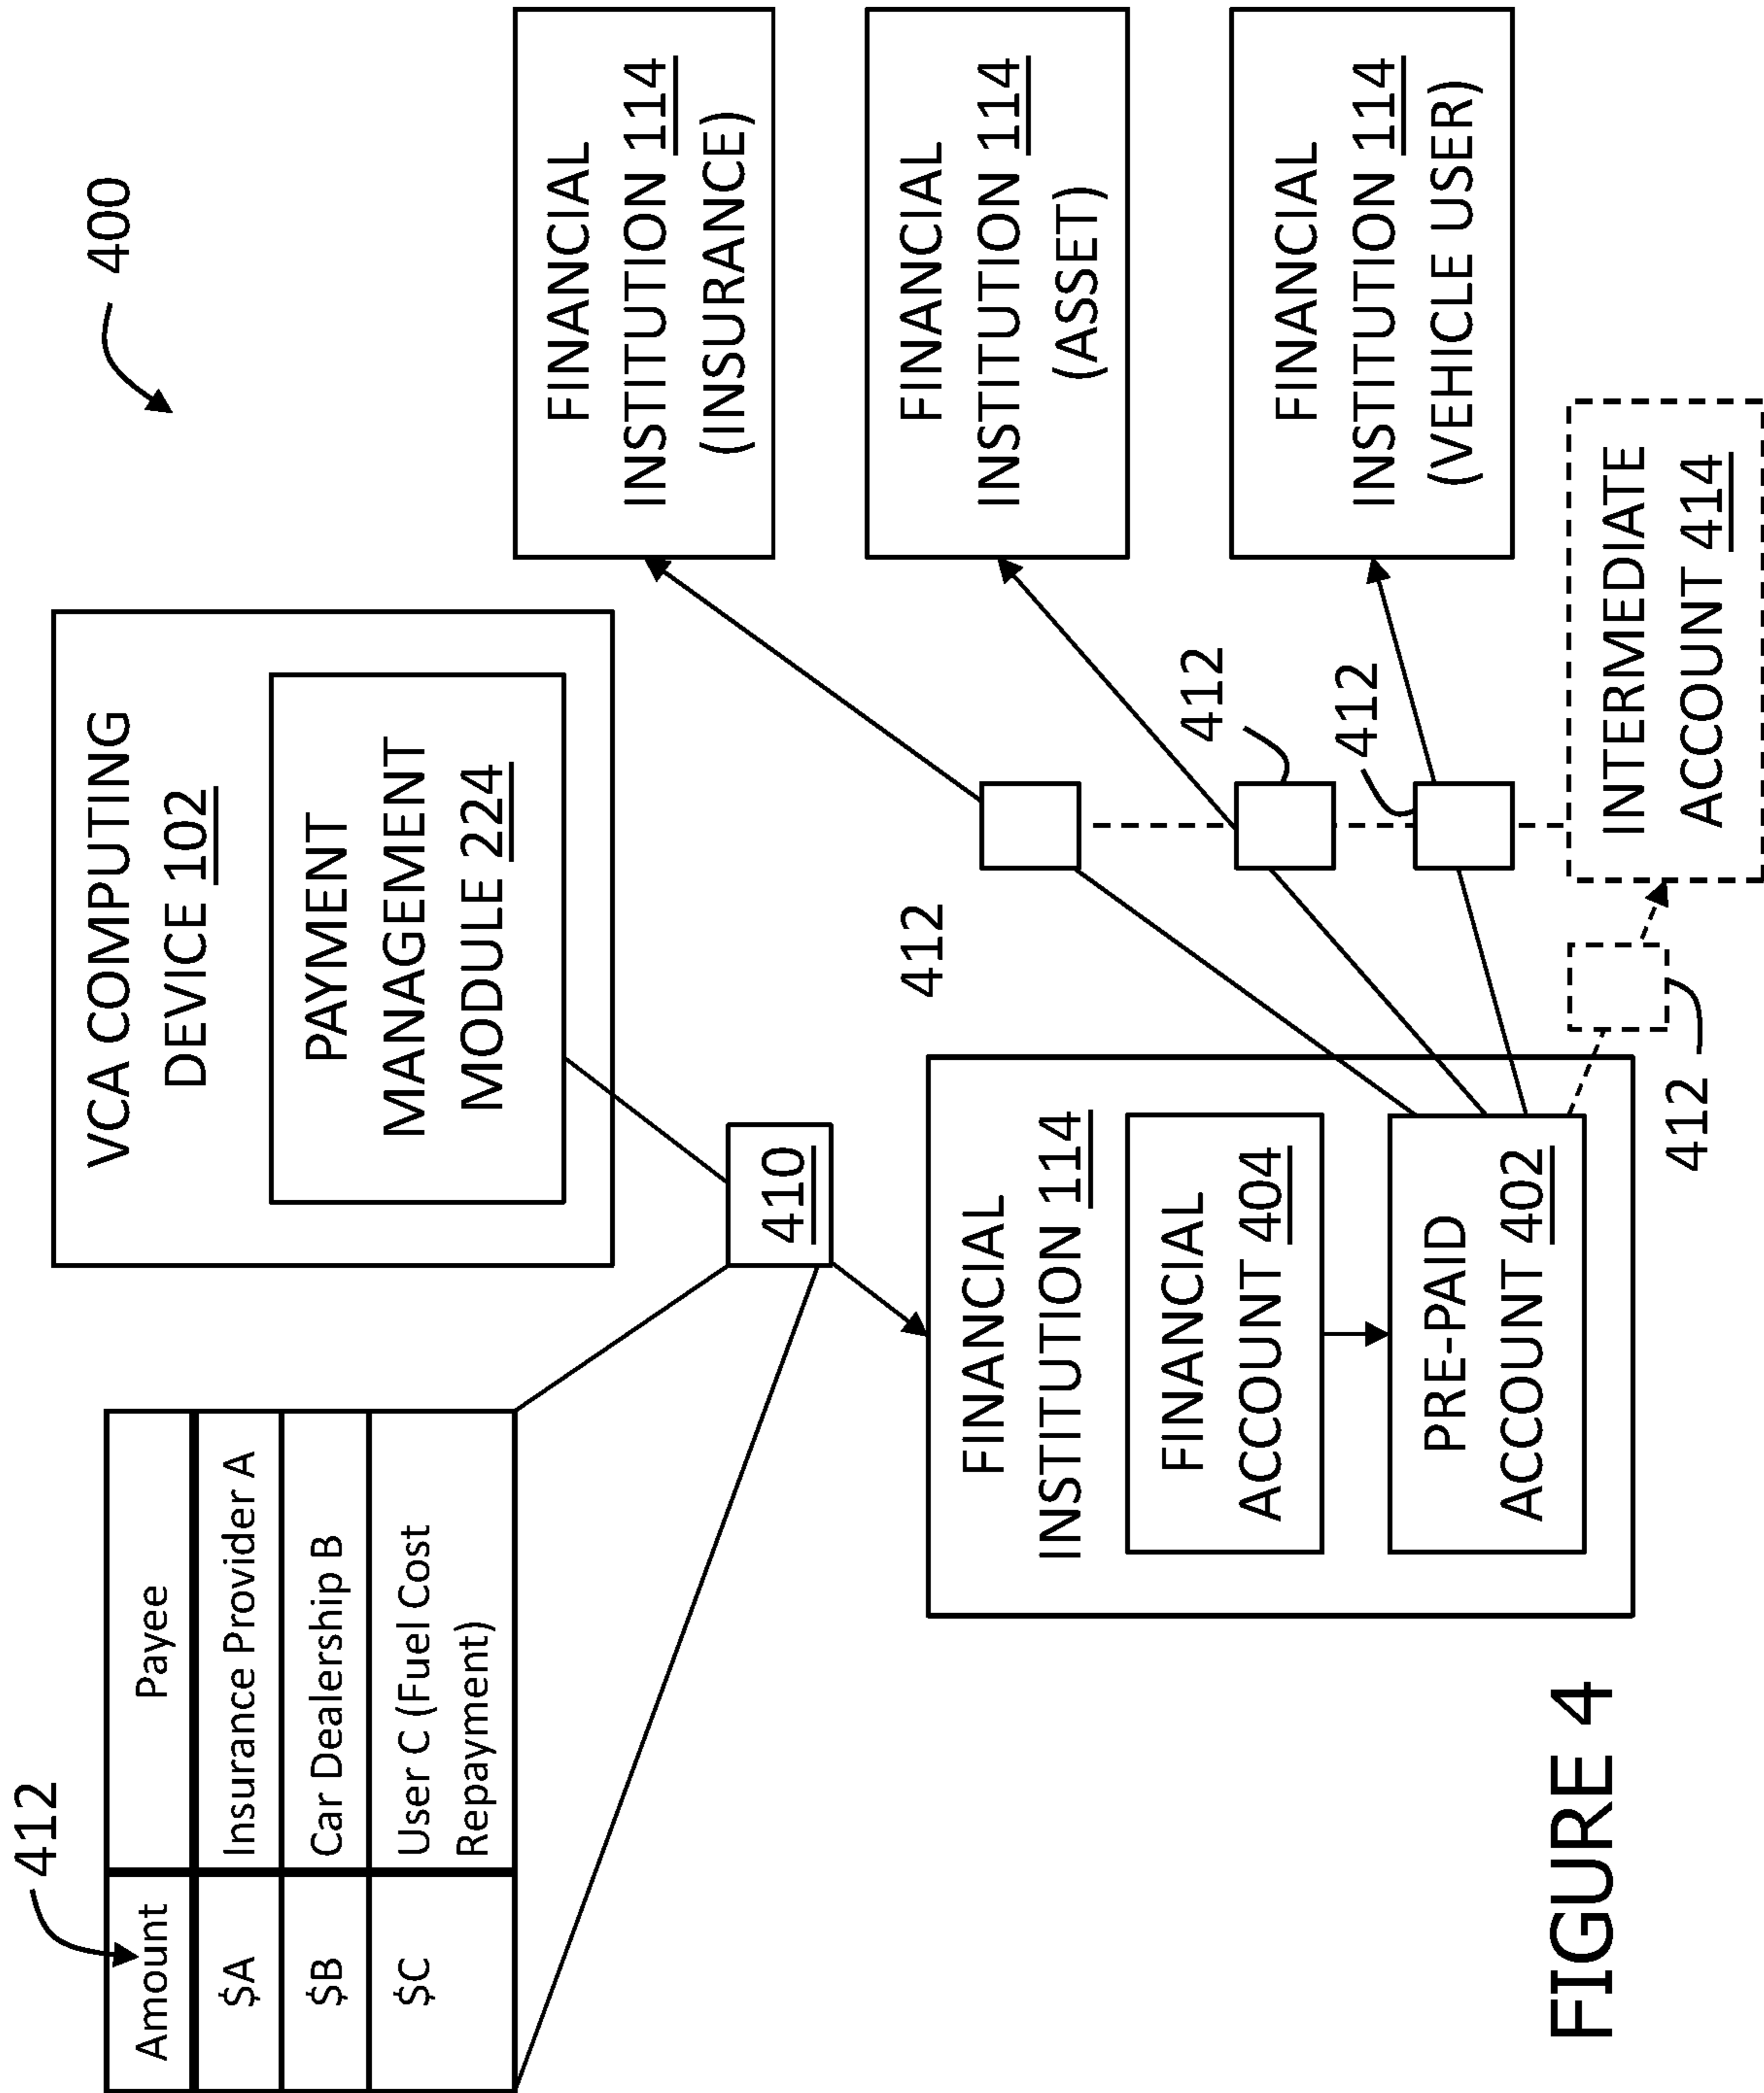 412
Amount
Payee
$A
Insurance Provider A
$B
Car Dealership B
$C
User C (Fuel Cost
Repayment)
VCA COMPUTING
DEVICE 102
PAYMENT
MANAGEMENT
MODULE 224
400
410
FINANCIAL
INSTITUTION 114
FINANCIAL
ACCOUNT 404
PRE-PAID
ACCOUNT 402
412
412
412
412
FINANCIAL
INSTITUTION 114
(INSURANCE)
FINANCIAL
INSTITUTION 114
(ASSET)
FINANCIAL
INSTITUTION 114
(VEHICLE USER)
INTERMEDIATE
ACCOUNT 414
FIGURE 4